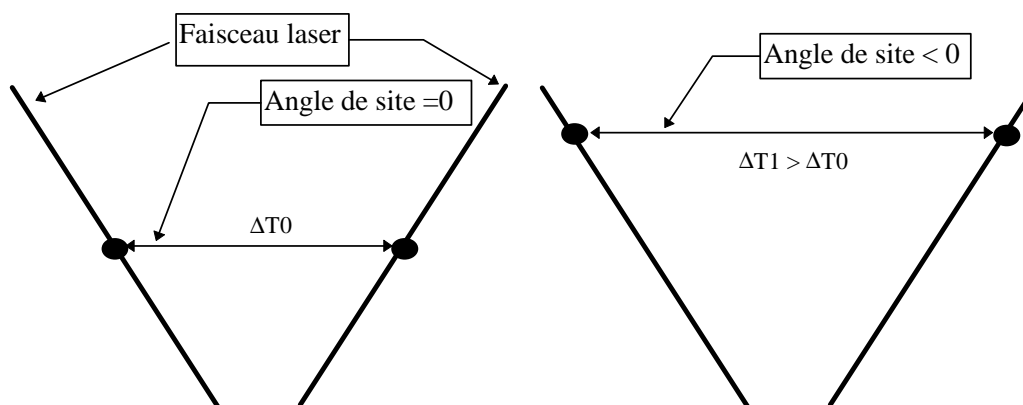 Faisceau laser
Angle de site =0
ΔT0
Angle de site < 0
ΔT1 > ΔT0